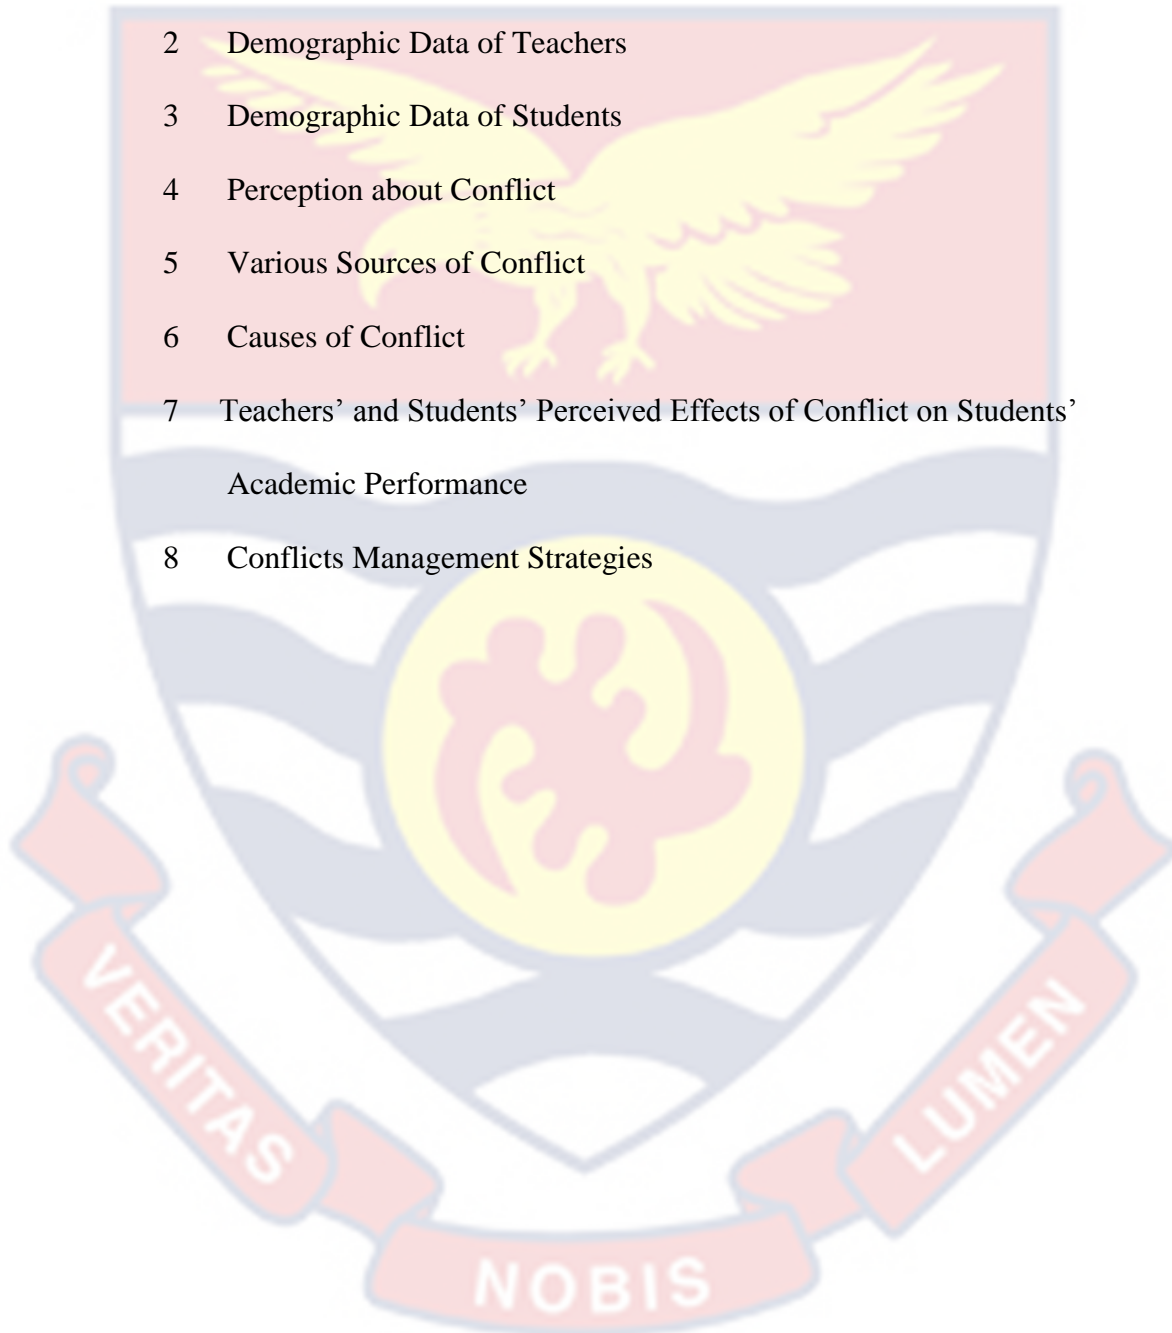 2 Demographic Data of Teachers
3 Demographic Data of Students
4 Perception about Conflict
5 Various Sources of Conflict
6 Causes of Conflict
7 Teachers’ and Students’ Perceived Effects of Conflict on Students’
Academic Performance
8 Conflicts Management Strategies
VERITAS
NOBIS
LUMEN